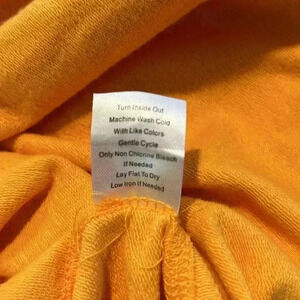 Turn Inside Out
Machine Wash Cold
With Like Colors
Gentle Cycle
Only Non Chlorine Bleach
If Needed
Lay Flat To Dry
Low Iron If Needed